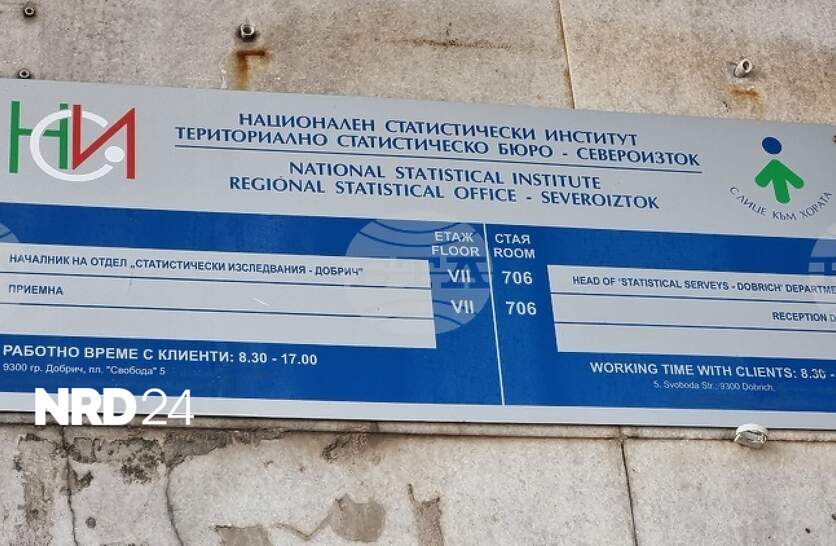 НСИ
НАЦИОНАЛЕН СТАТИСТИЧЕСКИ ИНСТИТУТ
ТЕРИТОРИАЛНО СТАТИСТИЧЕСКО БЮРО - СЕВЕРОИЗТОК
NATIONAL STATISTICAL INSTITUTE
REGIONAL STATISTICAL OFFICE - SEVEROIZTOK
С ЛИЦЕ КЪМ ХОРАТА
ЕТАЖ СТАЯ
FLOOR ROOM
НАЧАЛНИК НА ОТДЕЛ „СТАТИСТИЧЕСКИ ИЗСЛЕДВАНИЯ - ДОБРИЧ" VII 706 HEAD OF 'STATISTICAL SERVEYS - DOBRICH' DEPARTME
ПРИЕМНА VII 706 RECEPTION D
РАБОТНО ВРЕМЕ С КЛИЕНТИ: 8.30 - 17.00
9300 гр. Добрич, пл. "Свобода" 5
WORKING TIME WITH CLIENTS: 8.30 -
5, Svoboda Str., 9300 Dobrich,
NRD24